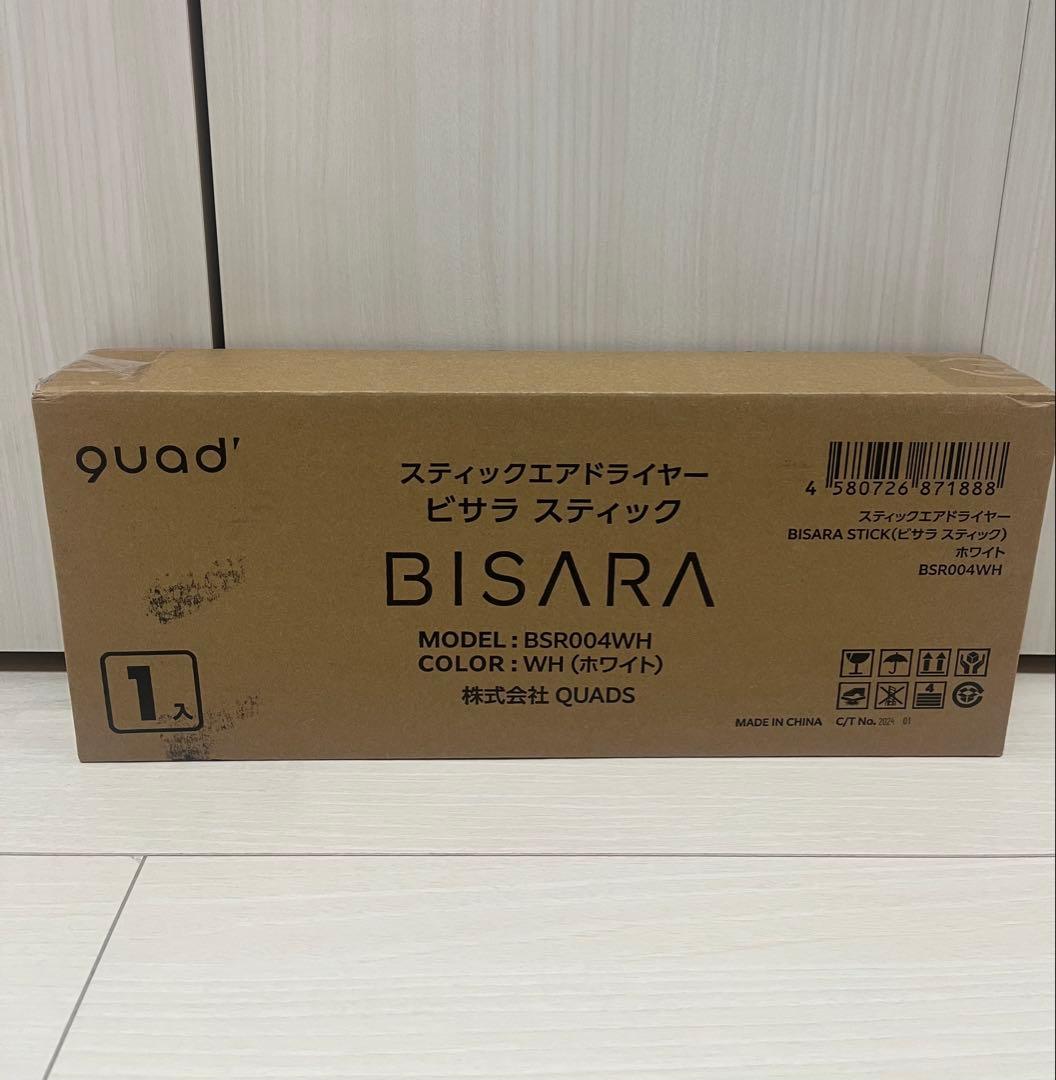 quad'
スティックエアドライヤー
ビサラ スティック
BISARA
MODEL : BSR004WH
COLOR : WH (ホワイト)
株式会社 QUADS
1入
4 580726 871888
スティックエアドライヤー
BISARA STICK(ビサラ スティック)
ホワイト
BSR004WH
4
MADE IN CHINA C/T No. 2024 01